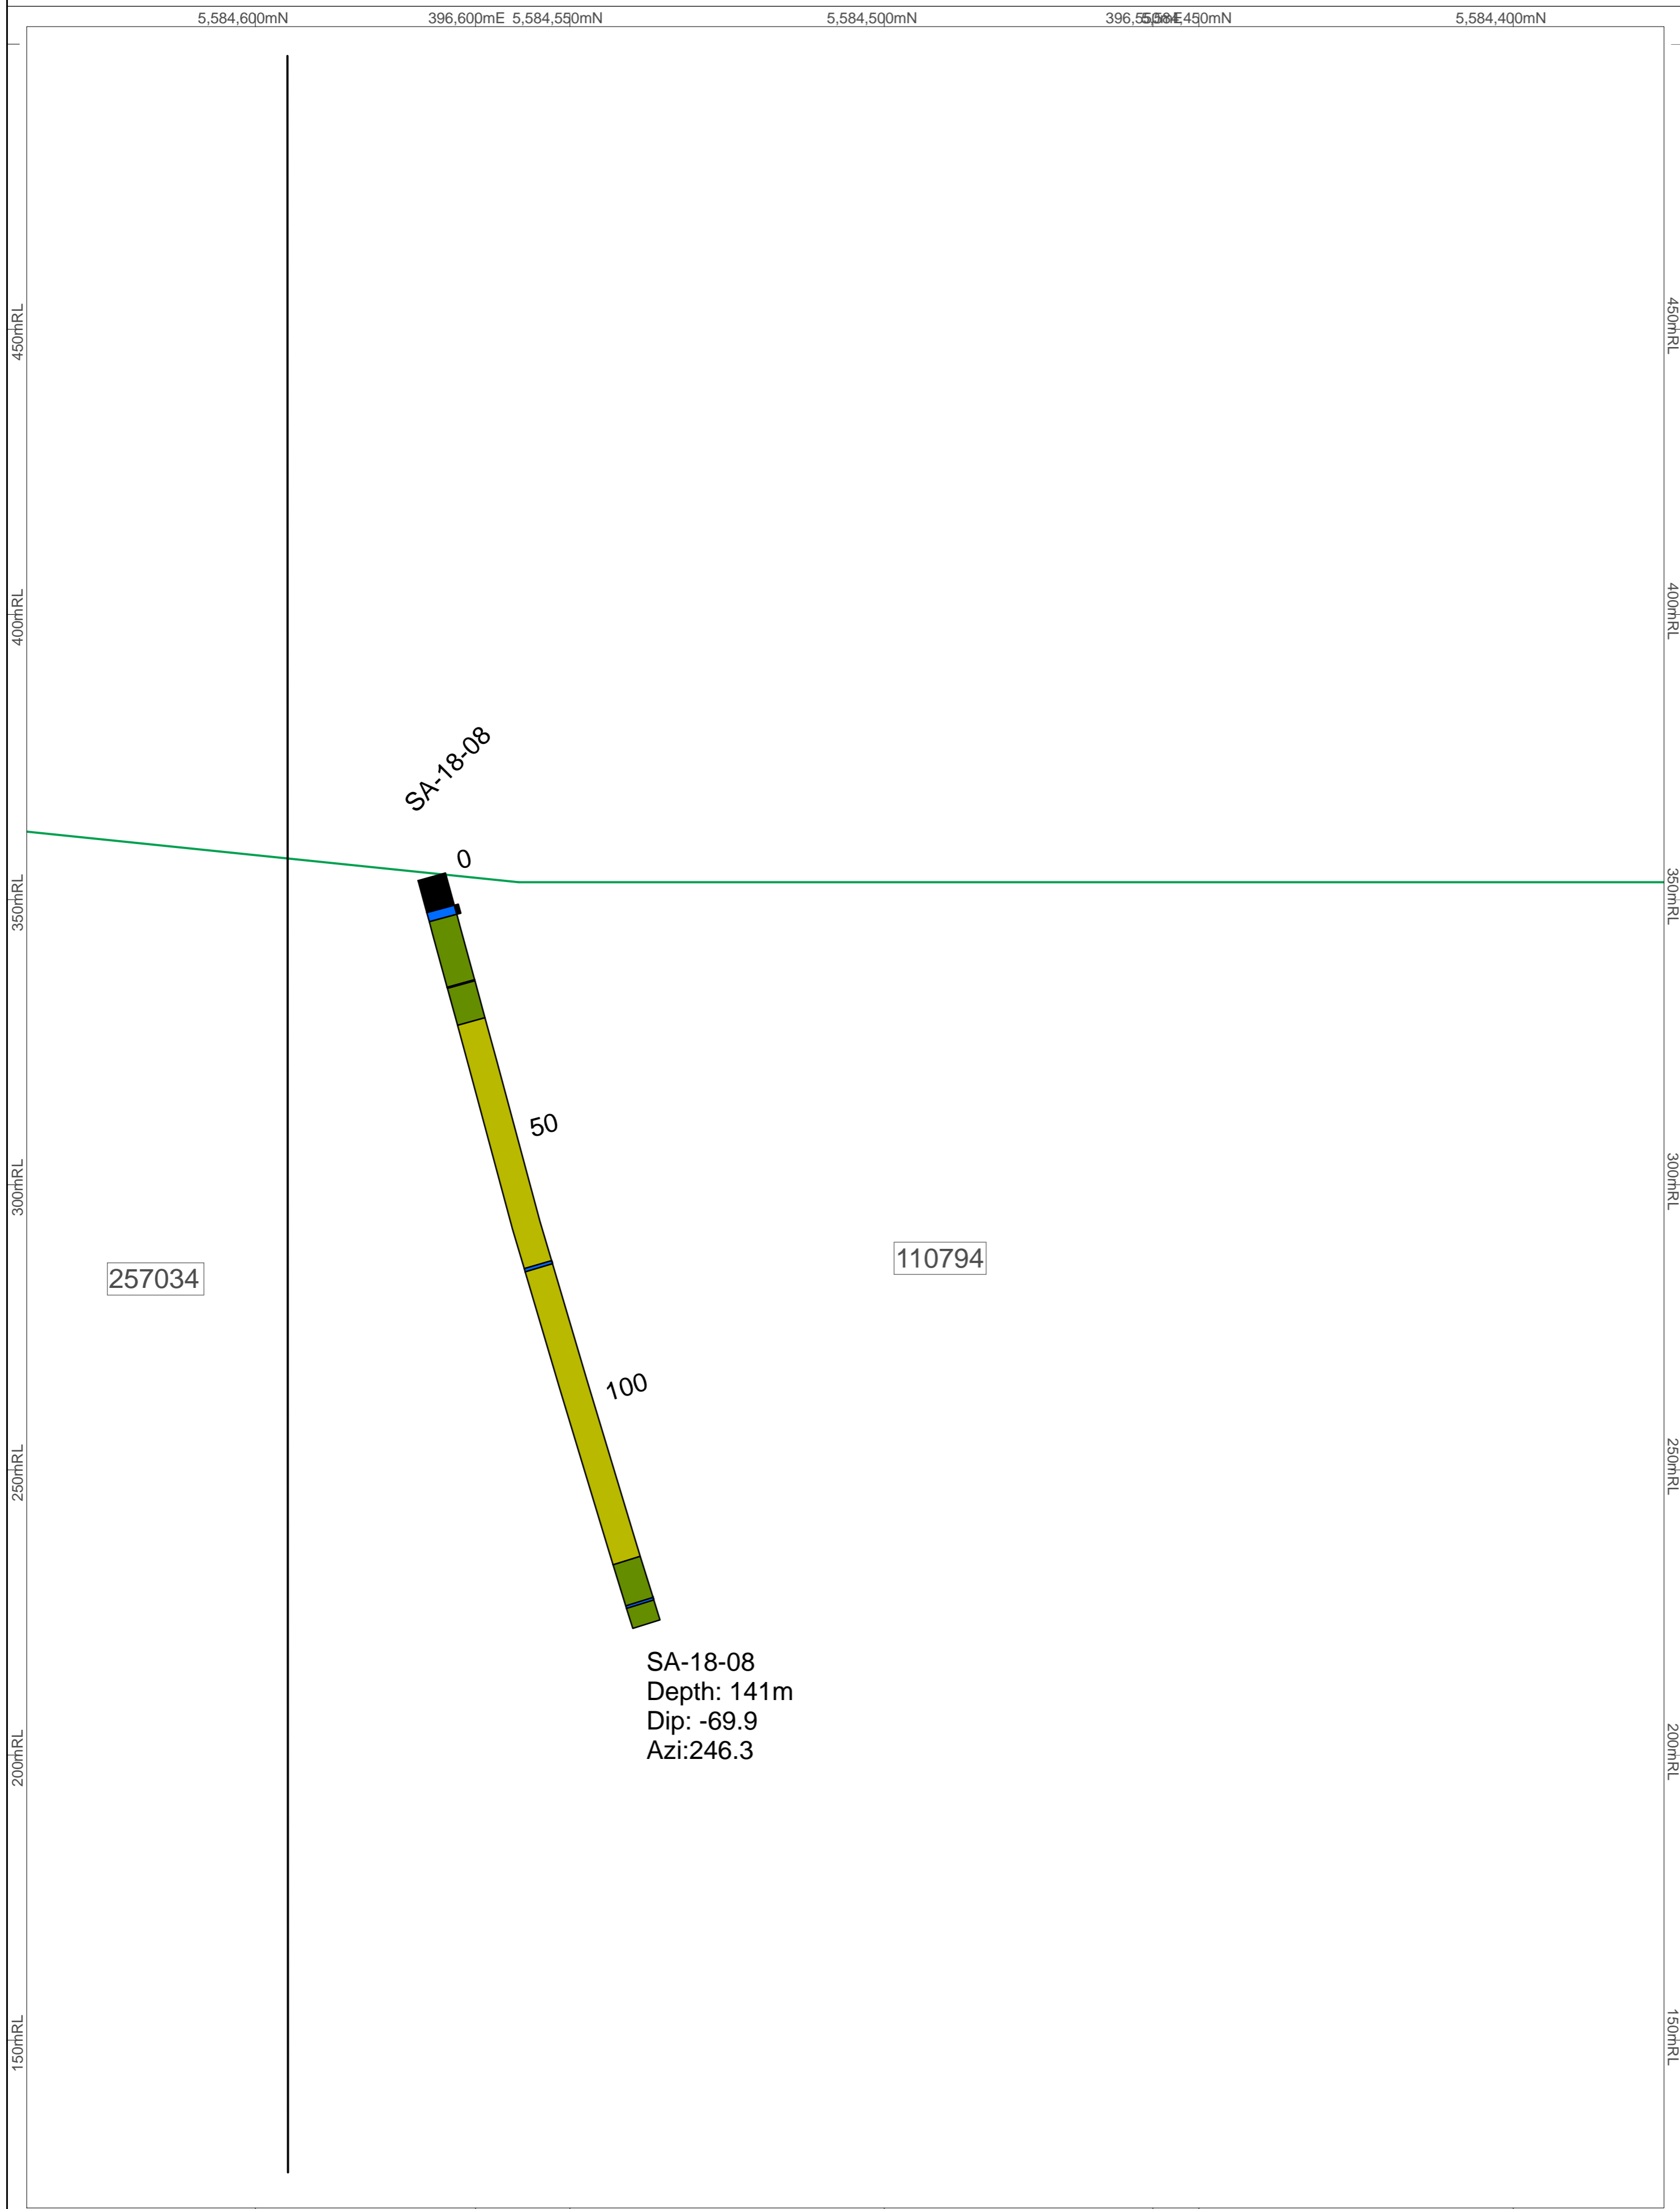 5,584,600mN 396,600mE 5,584,550mN 5,584,500mN 396,500mE 5,584,450mN 5,584,400mN
450mRL 450mRL
400mRL 400mRL
SA-18-08
0
350mRL 350mRL
50
300mRL 300mRL
257034 110794
100
250mRL 250mRL
SA-18-08
Depth: 141m
Dip: -69.9
Azi:246.3
200mRL 200mRL
150mRL 150mRL